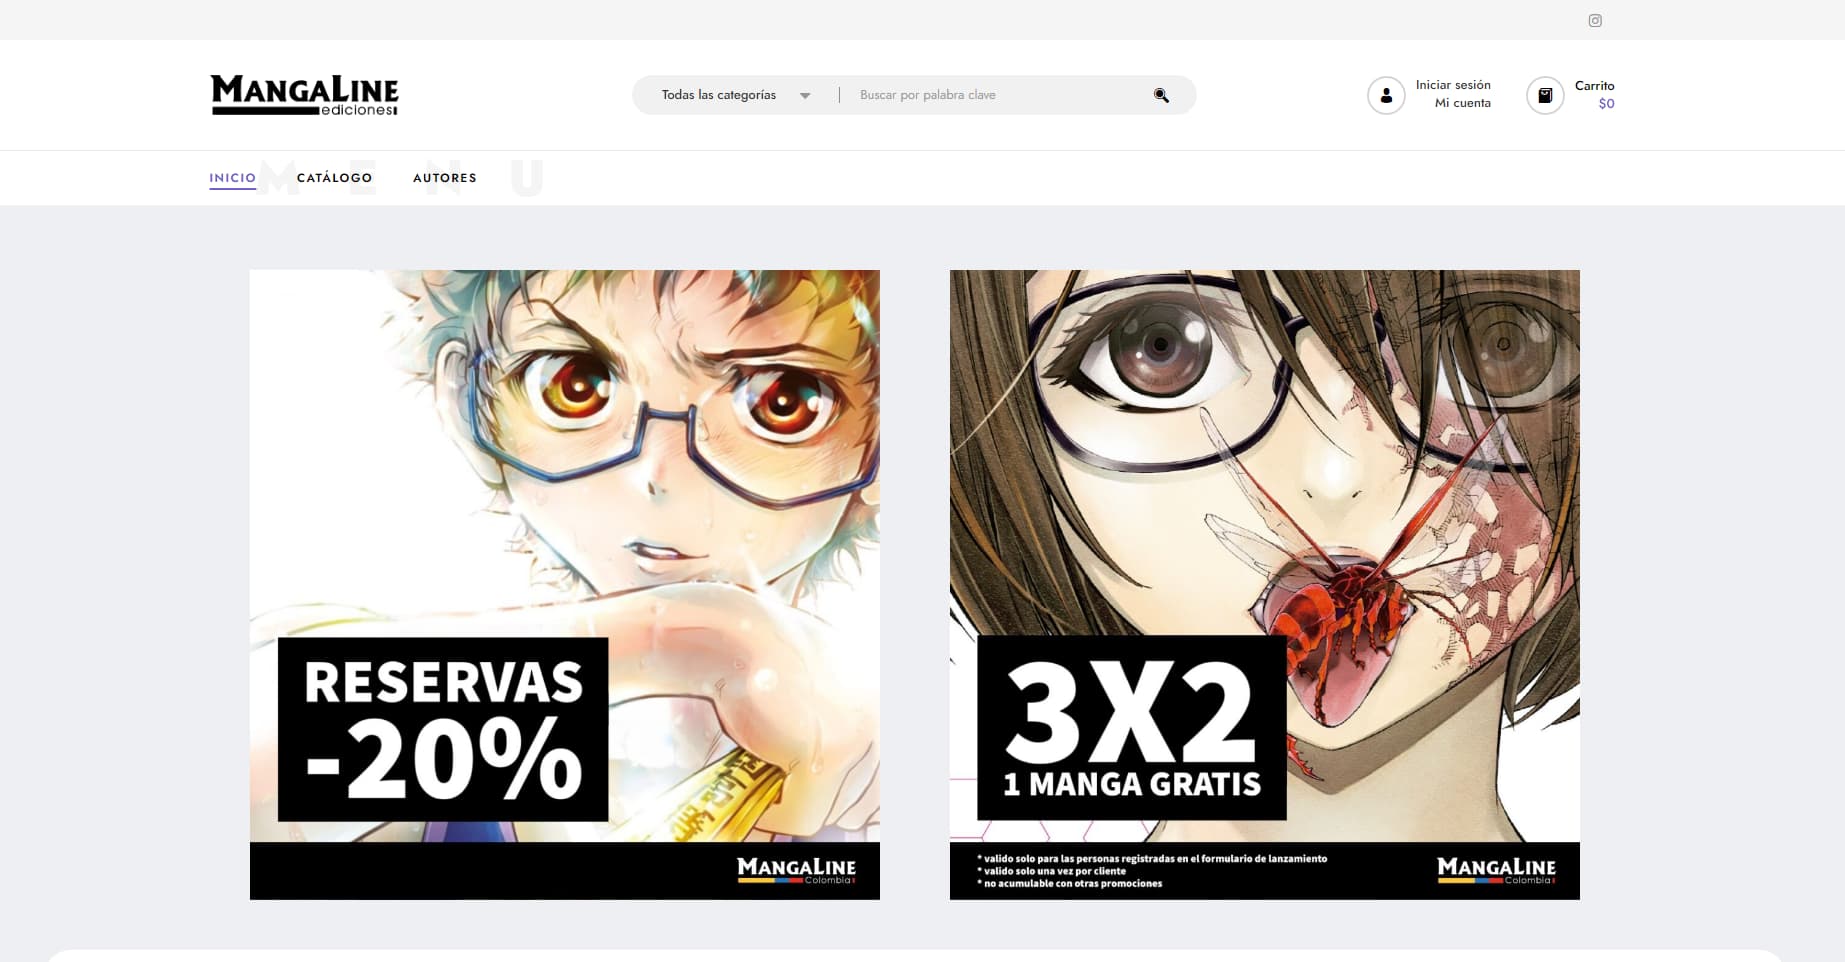 MANGALINE
ediciones
Todas las categorías
Buscar por palabra clave
Iniciar sesión
Mi cuenta
Carrito
$0
MENU
INICIO
CATÁLOGO
AUTORES
RESERVAS
-20%
MANGALINE
Colombia
3X2
1 MANGA GRATIS
* valido solo para las personas registradas en el formulario de lanzamiento
* valido solo una vez por cliente
* no acumulable con otras promociones
MANGALINE
Colombia